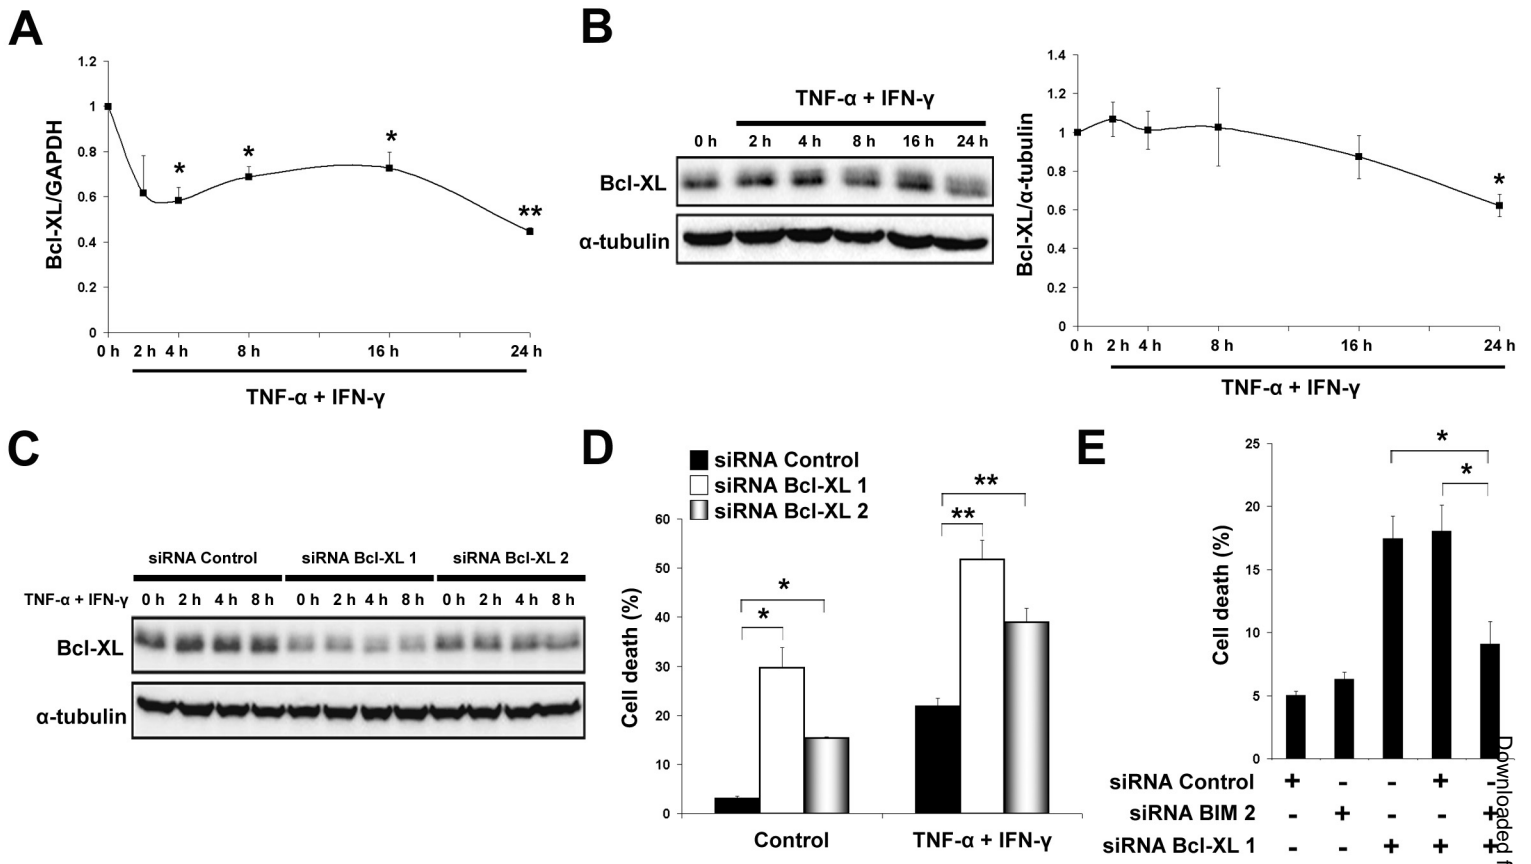 A
1.2
1
0.8
0.6
0.4
0.2
0
Bcl-XL/GAPDH
*
*
*
**
0 h 2 h 4 h 8 h 16 h 24 h
TNF-α + IFN-γ
B
TNF-α + IFN-γ
0 h 2 h 4 h 8 h 16 h 24 h
Bcl-XL
α-tubulin
1.4
1.2
1
0.8
0.6
0.4
0.2
0
Bcl-XL/α-tubulin
*
0 h 2 h 4 h 8 h 16 h 24 h
TNF-α + IFN-γ
C
siRNA Control siRNA Bcl-XL 1 siRNA Bcl-XL 2
TNF-α + IFN-γ 0 h 2 h 4 h 8 h 0 h 2 h 4 h 8 h 0 h 2 h 4 h 8 h
Bcl-XL
α-tubulin
D
siRNA Control
siRNA Bcl-XL 1
siRNA Bcl-XL 2
60
50
40
30
20
10
0
Cell death (%)
*
*
**
**
Control TNF-α + IFN-γ
E
25
20
15
10
5
0
Cell death (%)
*
*
siRNA Control + - - + -
siRNA BIM 2 - + - - +
siRNA Bcl-XL 1 - - + + +
Downloaded f